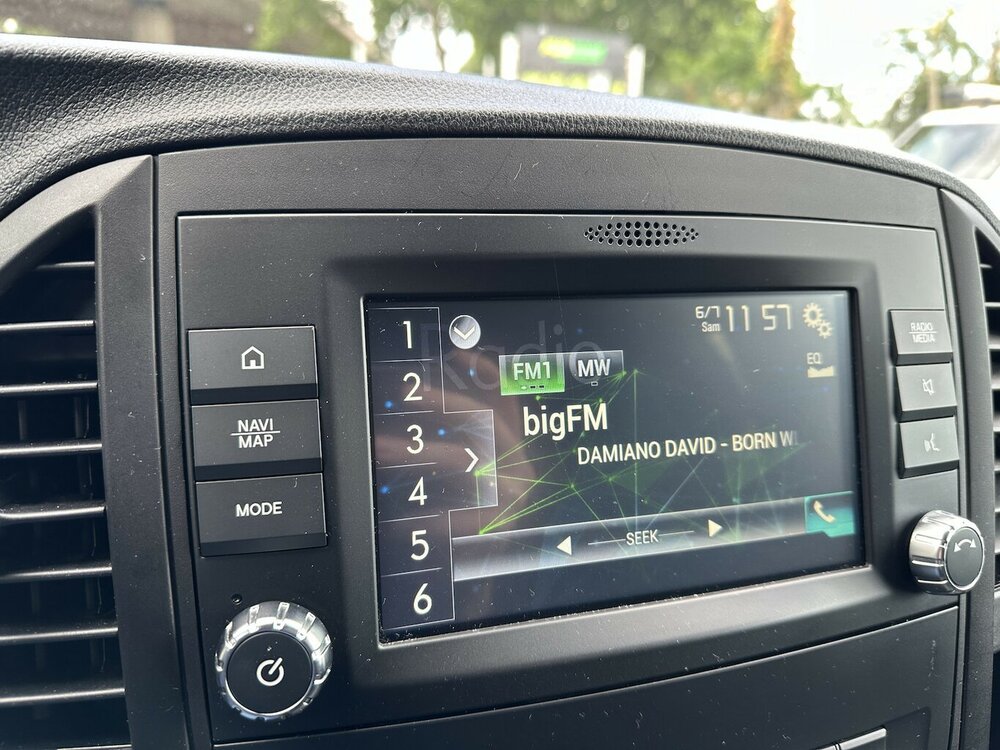 NAVI
MAP
MODE
1
2
3
4
5
6
Radio
6/7
Sam
11 57
FM1
MW
EQ
bigFM
DAMIANO DAVID - BORN W
SEEK
RADIO
MEDIA